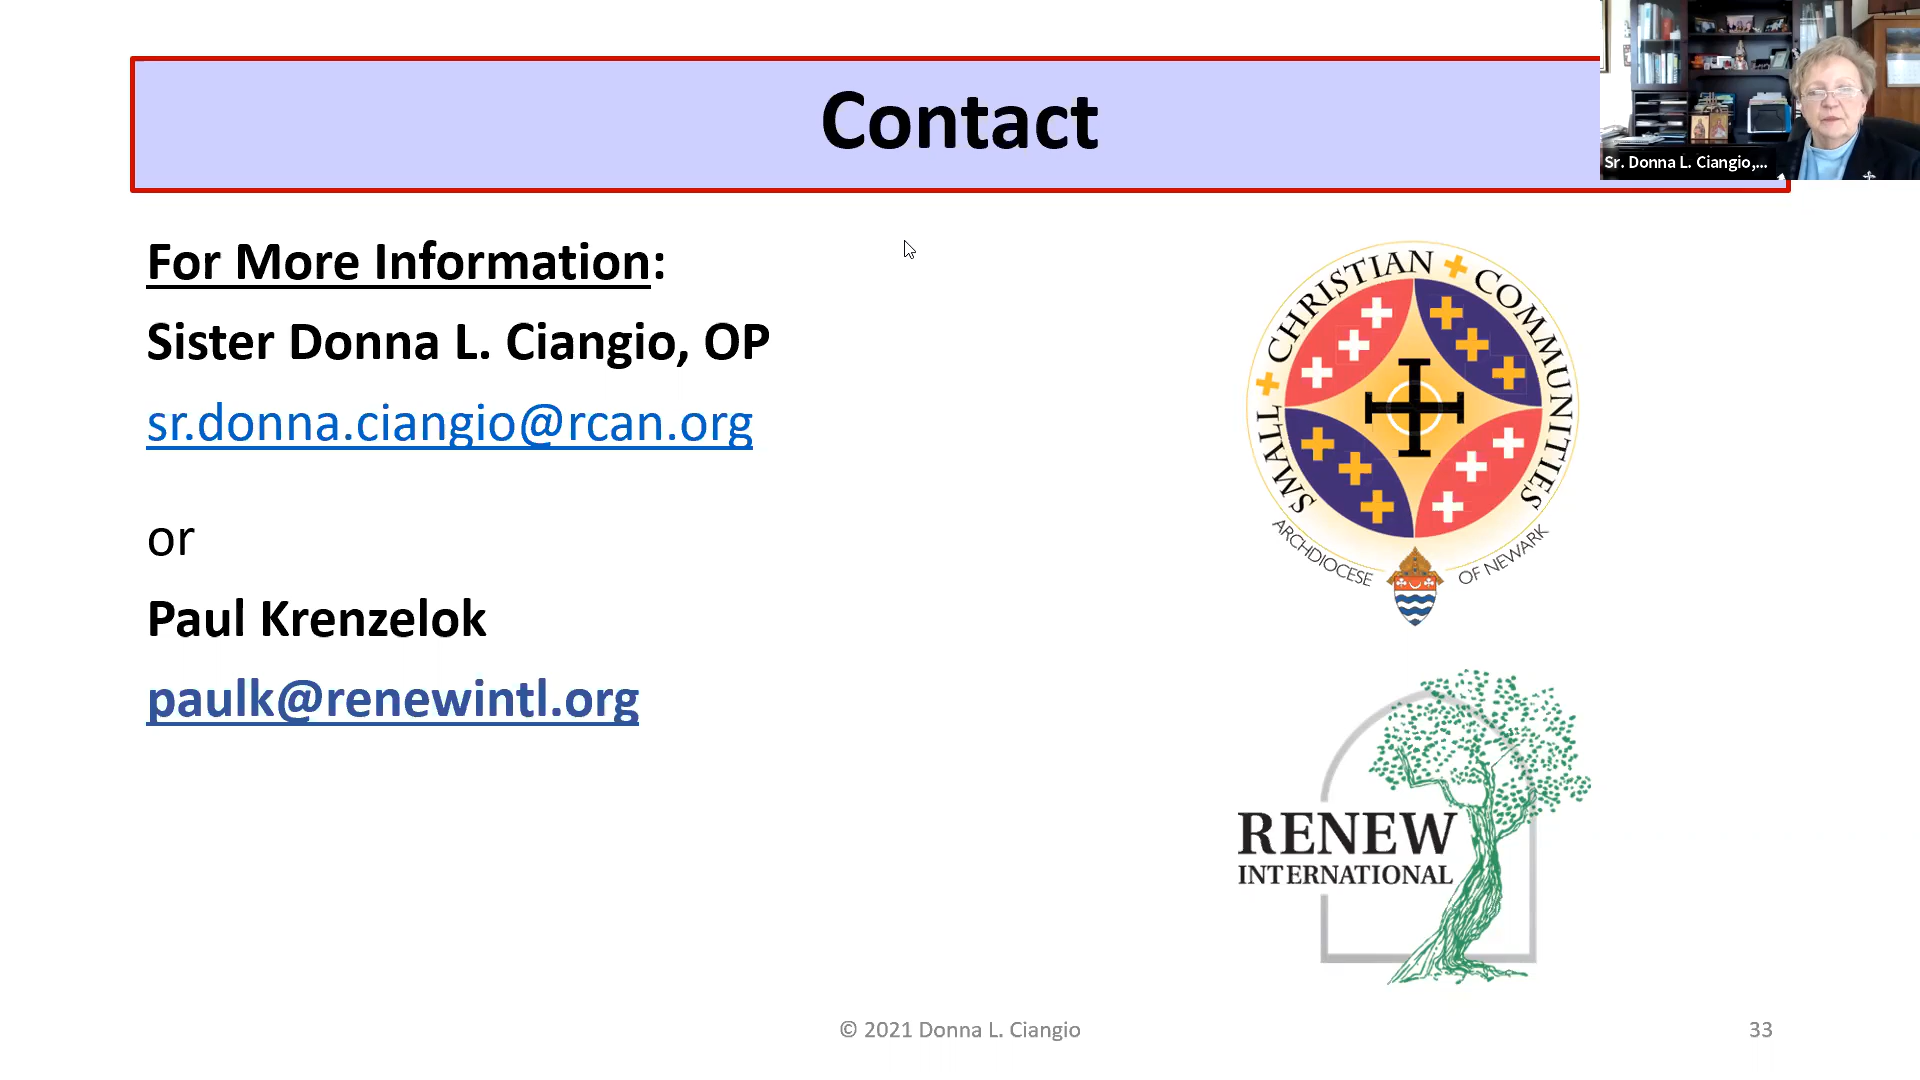 Contact
Sr. Donna L. Ciangio,...
For More Information:
Sister Donna L. Ciangio, OP
sr.donna.ciangio@rcan.org
or
Paul Krenzelok
paulk@renewintl.org
SMALL CHRISTIAN COMMUNITIES
ARCHDIOCESE OF NEWARK
RENEW
INTERNATIONAL
© 2021 Donna L. Ciangio
33